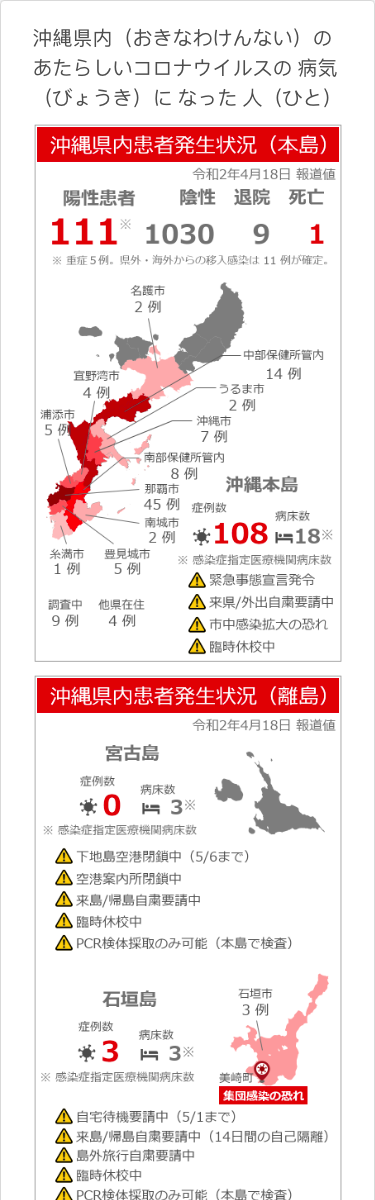 沖縄県内（おきなわけんない）の
あたらしいコロナウイルスの 病気
（びょうき）に なった 人（ひと）
沖縄県内患者発生状況（本島）
令和2年4月18日 報道値
陽性患者 陰性 退院 死亡
111※ 1030 9 1
※ 重症５例。県外・海外からの移入感染は 11 例が確定。
名護市
2 例
中部保健所管内
14 例
宜野湾市
4 例
うるま市
2 例
浦添市
5 例
沖縄市
7 例
南部保健所管内
8 例
那覇市
45 例
南城市
2 例
糸満市
1 例
豊見城市
5 例
調査中
9 例
他県在住
4 例
沖縄本島
症例数 病床数
108 18※
※ 感染症指定医療機関病床数
緊急事態宣言発令
来県/外出自粛要請中
市中感染拡大の恐れ
臨時休校中
沖縄県内患者発生状況（離島）
令和2年4月18日 報道値
宮古島
症例数 病床数
0 3※
※ 感染症指定医療機関病床数
下地島空港閉鎖中（5/6まで）
空港案内所閉鎖中
来島/帰島自粛要請中
臨時休校中
PCR検体採取のみ可能（本島で検査）
石垣島
症例数 病床数
3 3※
※ 感染症指定医療機関病床数
石垣市
3 例
美崎町
集団感染の恐れ
自宅待機要請中（5/1まで）
来島/帰島自粛要請中（14日間の自己隔離）
島外旅行自粛要請中
臨時休校中
PCR検体採取のみ可能（本島で検査）